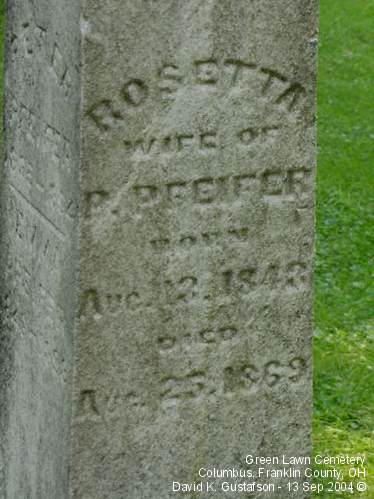 ROSETTA
WIFE OF
P. PFEIFER
BORN
AUG. 13, 1843
DIED
AUG. 25, 1869
Green Lawn Cemetery
Columbus, Franklin County, OH
David K. Gustafson - 13 Sep 2004 ©